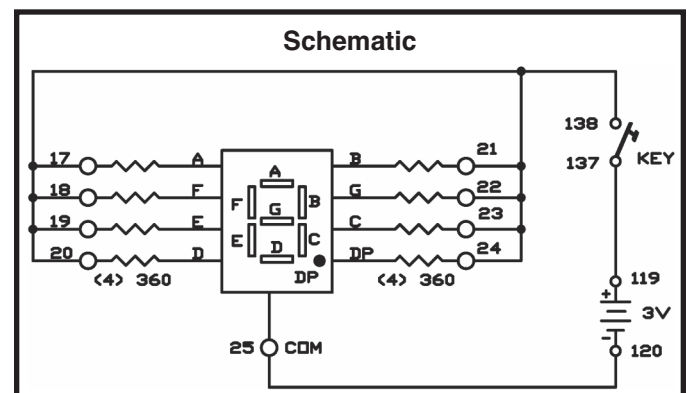 Schematic
138
137 KEY
17 A A B 21
18 F F G B G 22
19 E E C C 23
20 D D DP 24
(4) 360 DP (4) 360
119
+
3V
-
25 COM 120